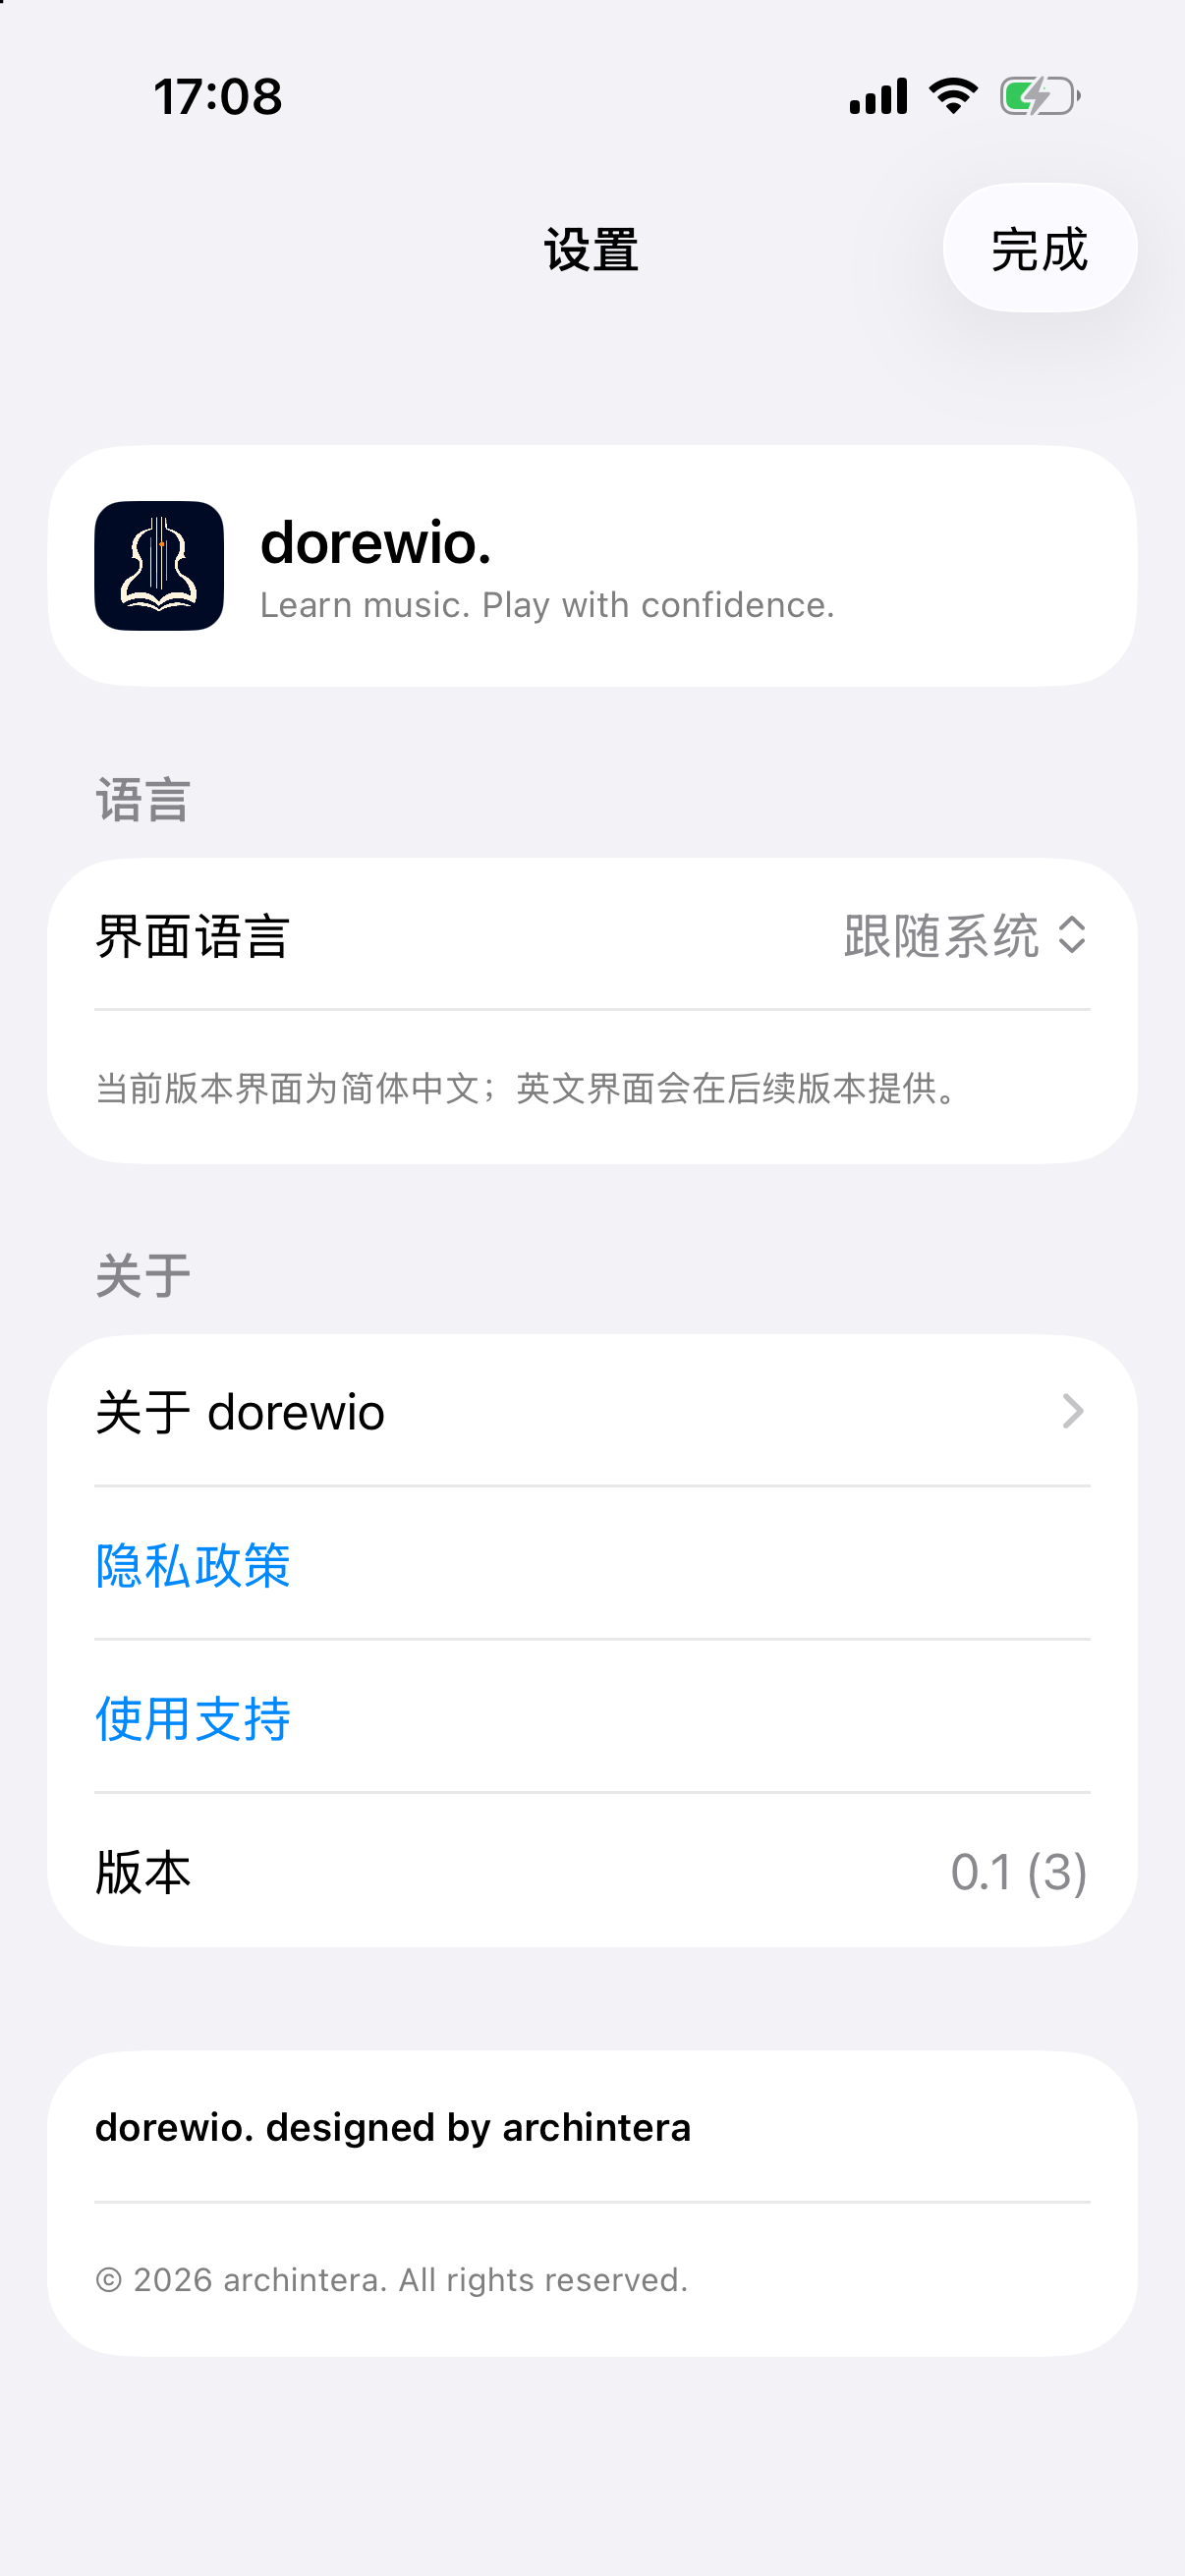 17:08
设置
完成
dorewio.
Learn music. Play with confidence.
语言
界面语言
跟随系统
当前版本界面为简体中文；英文界面会在后续版本提供。
关于
关于 dorewio
隐私政策
使用支持
版本
0.1 (3)
dorewio. designed by archintera
© 2026 archintera. All rights reserved.